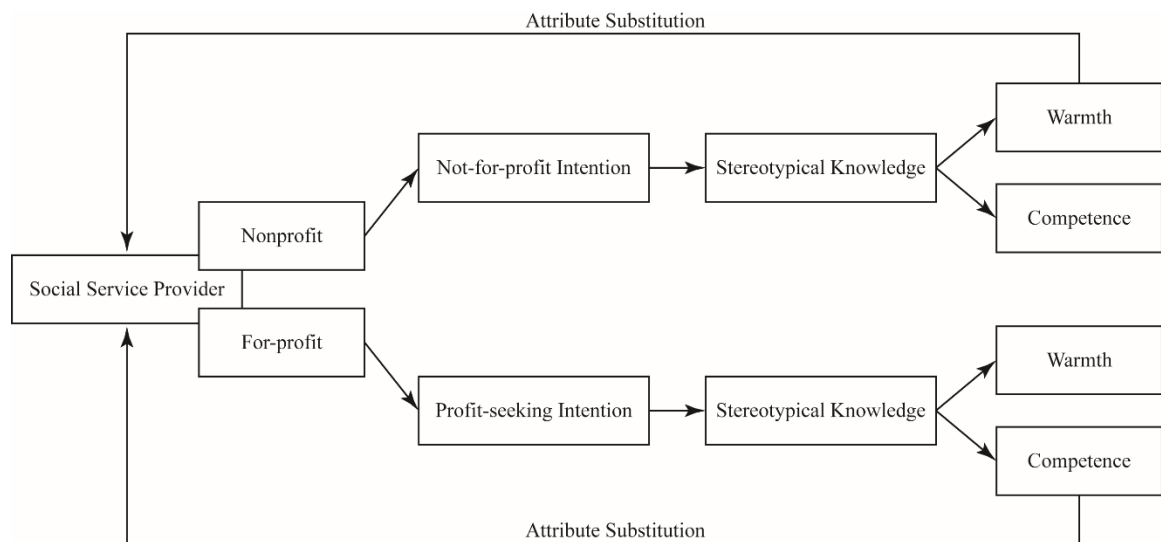 Attribute Substitution
Warmth
Not-for-profit Intention
Stereotypical Knowledge
Competence
Nonprofit
Social Service Provider
For-profit
Warmth
Profit-seeking Intention
Stereotypical Knowledge
Competence
Attribute Substitution